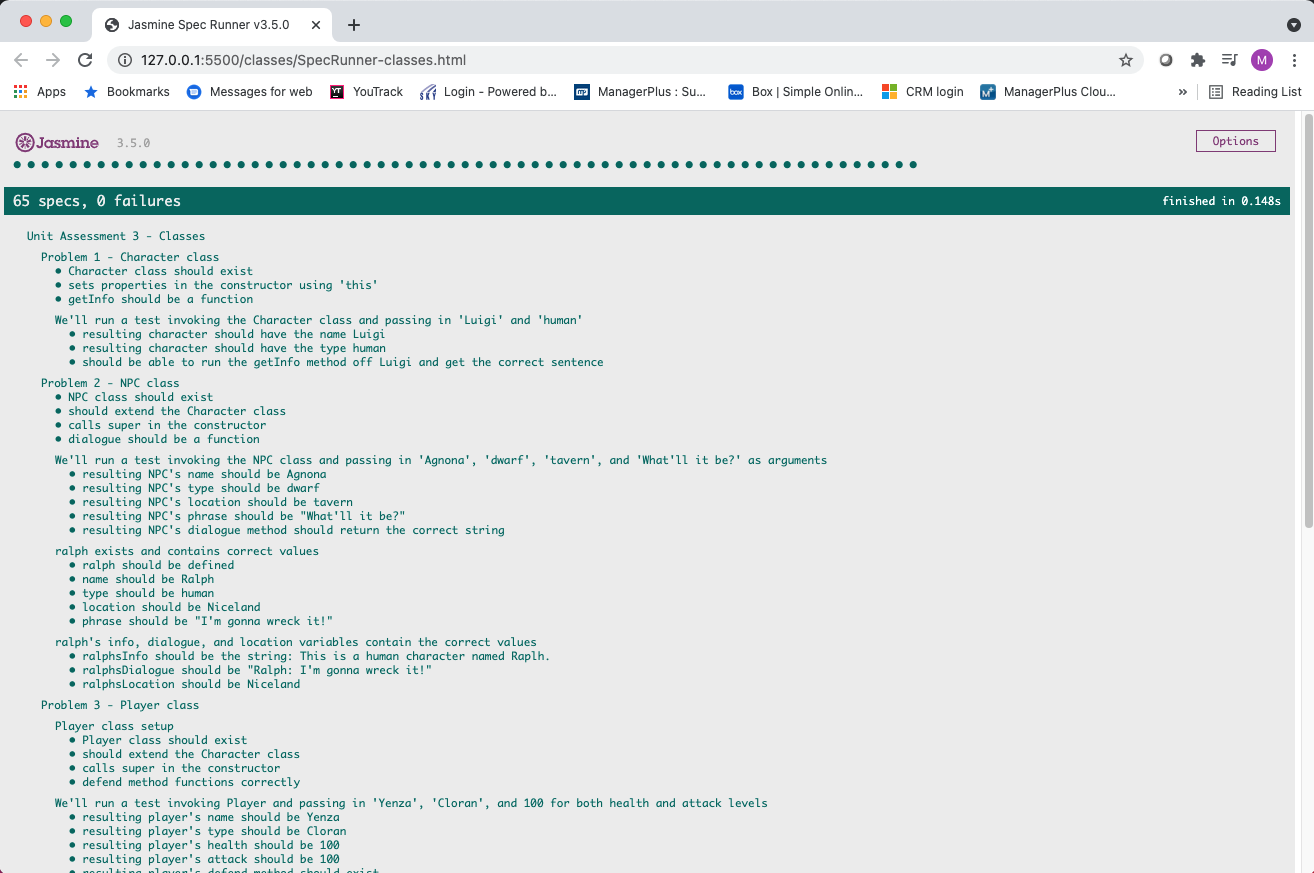 Jasmine Spec Runner v3.5.0
127.0.0.1:5500/classes/SpecRunner-classes.html
M
Apps Bookmarks Messages for web YT YouTrack SKY Login - Powered b... MP ManagerPlus : Su... box Box | Simple Onlin... CRM login ManagerPlus Clou... » Reading List
Jasmine 3.5.0 Options
65 specs, 0 failures finished in 0.148s
Unit Assessment 3 - Classes
Problem 1 - Character class
• Character class should exist
• sets properties in the constructor using 'this'
• getInfo should be a function
We'll run a test invoking the Character class and passing in 'Luigi' and 'human'
• resulting character should have the name Luigi
• resulting character should have the type human
• should be able to run the getInfo method off Luigi and get the correct sentence
Problem 2 - NPC class
• NPC class should exist
• should extend the Character class
• calls super in the constructor
• dialogue should be a function
We'll run a test invoking the NPC class and passing in 'Agnona', 'dwarf', 'tavern', and 'What'll it be?' as arguments
• resulting NPC's name should be Agnona
• resulting NPC's type should be dwarf
• resulting NPC's location should be tavern
• resulting NPC's phrase should be "What'll it be?"
• resulting NPC's dialogue method should return the correct string
ralph exists and contains correct values
• ralph should be defined
• name should be Ralph
• type should be human
• location should be Niceland
• phrase should be "I'm gonna wreck it!"
ralph's info, dialogue, and location variables contain the correct values
• ralphsInfo should be the string: This is a human character named Raplh.
• ralphsDialogue should be "Ralph: I'm gonna wreck it!"
• ralphsLocation should be Niceland
Problem 3 - Player class
Player class setup
• Player class should exist
• should extend the Character class
• calls super in the constructor
• defend method functions correctly
We'll run a test invoking Player and passing in 'Yenza', 'Cloran', and 100 for both health and attack levels
• resulting player's name should be Yenza
• resulting player's type should be Cloran
• resulting player's health should be 100
• resulting player's attack should be 100
• resulting player's defend method should exist